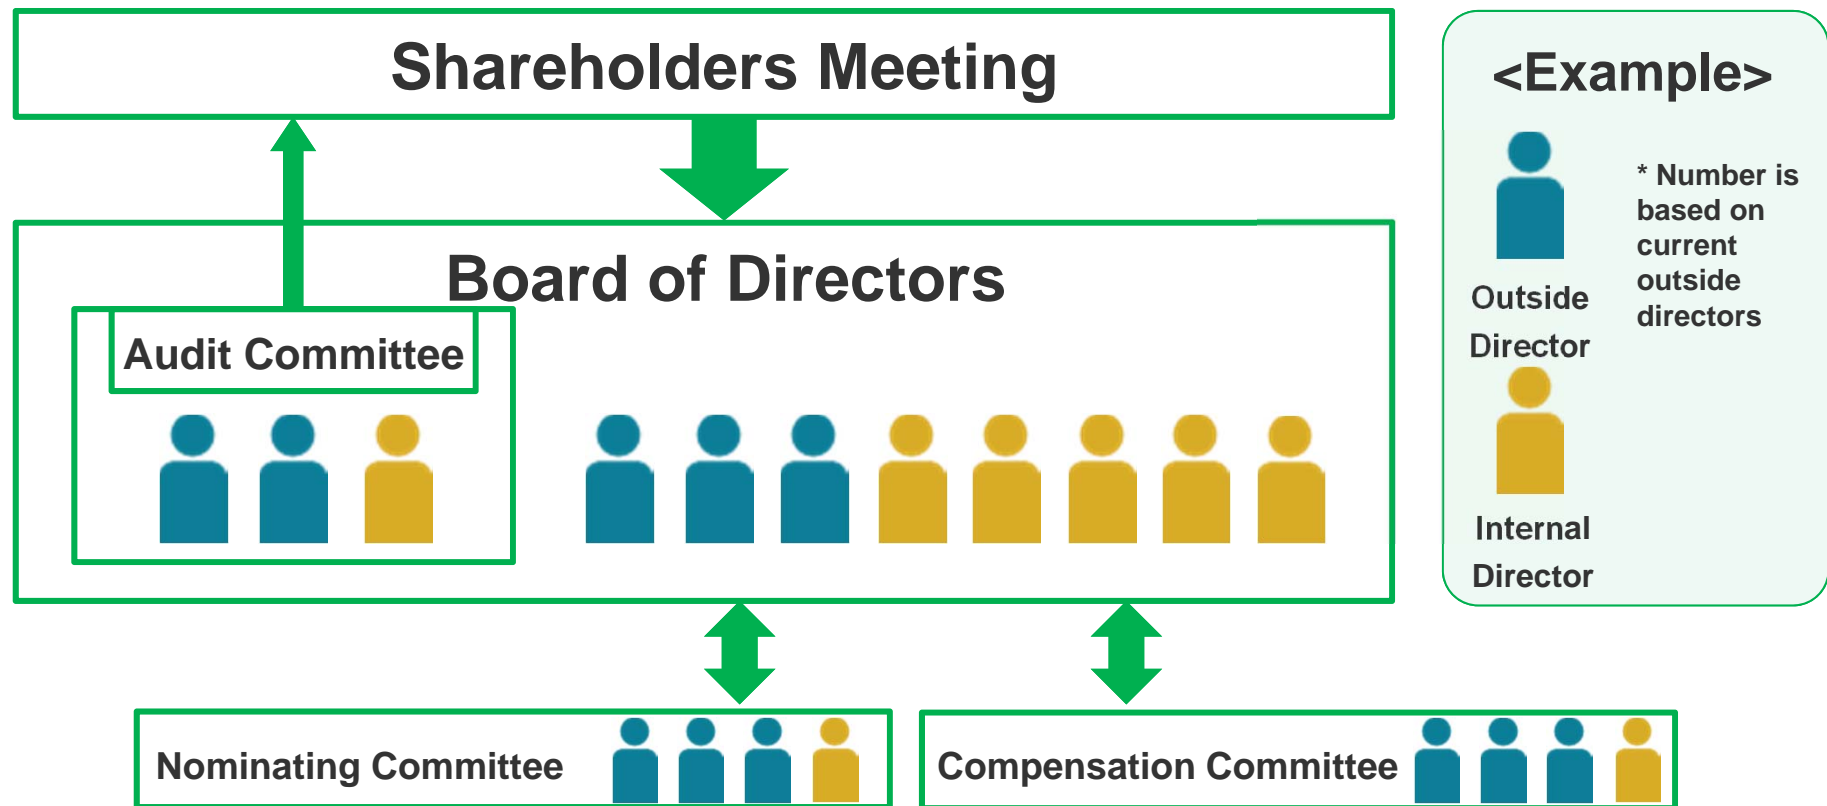 Shareholders Meeting
Board of Directors
Audit Committee
Nominating Committee
Compensation Committee
<Example>
* Number is
based on
current
outside
directors
Outside
Director
Internal
Director